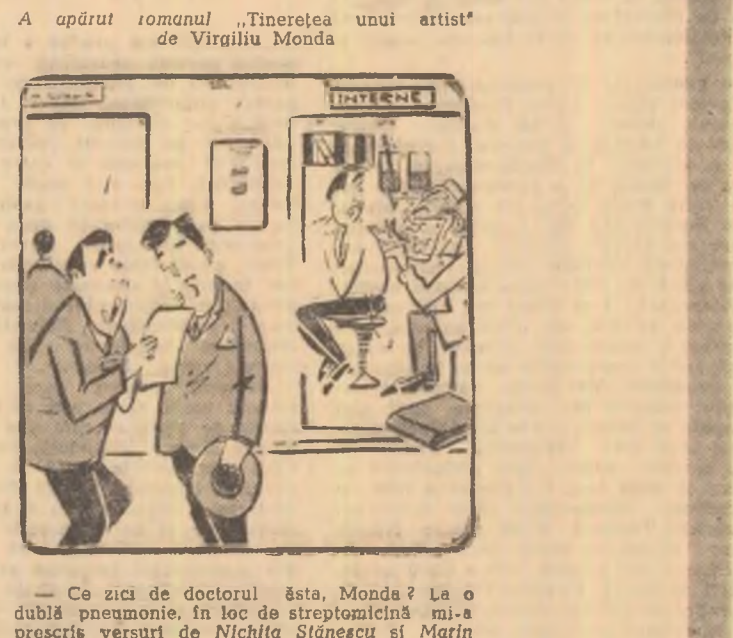 A apărut romanul „Tinerețea unui artist"
de Virgiliu Monda
INTERNE
— Ce zici de doctorul ăsta, Monda? La o
dublă pneumonie, în loc de streptomicină mi-a
prescris versuri de Nichita Stănescu și Marin